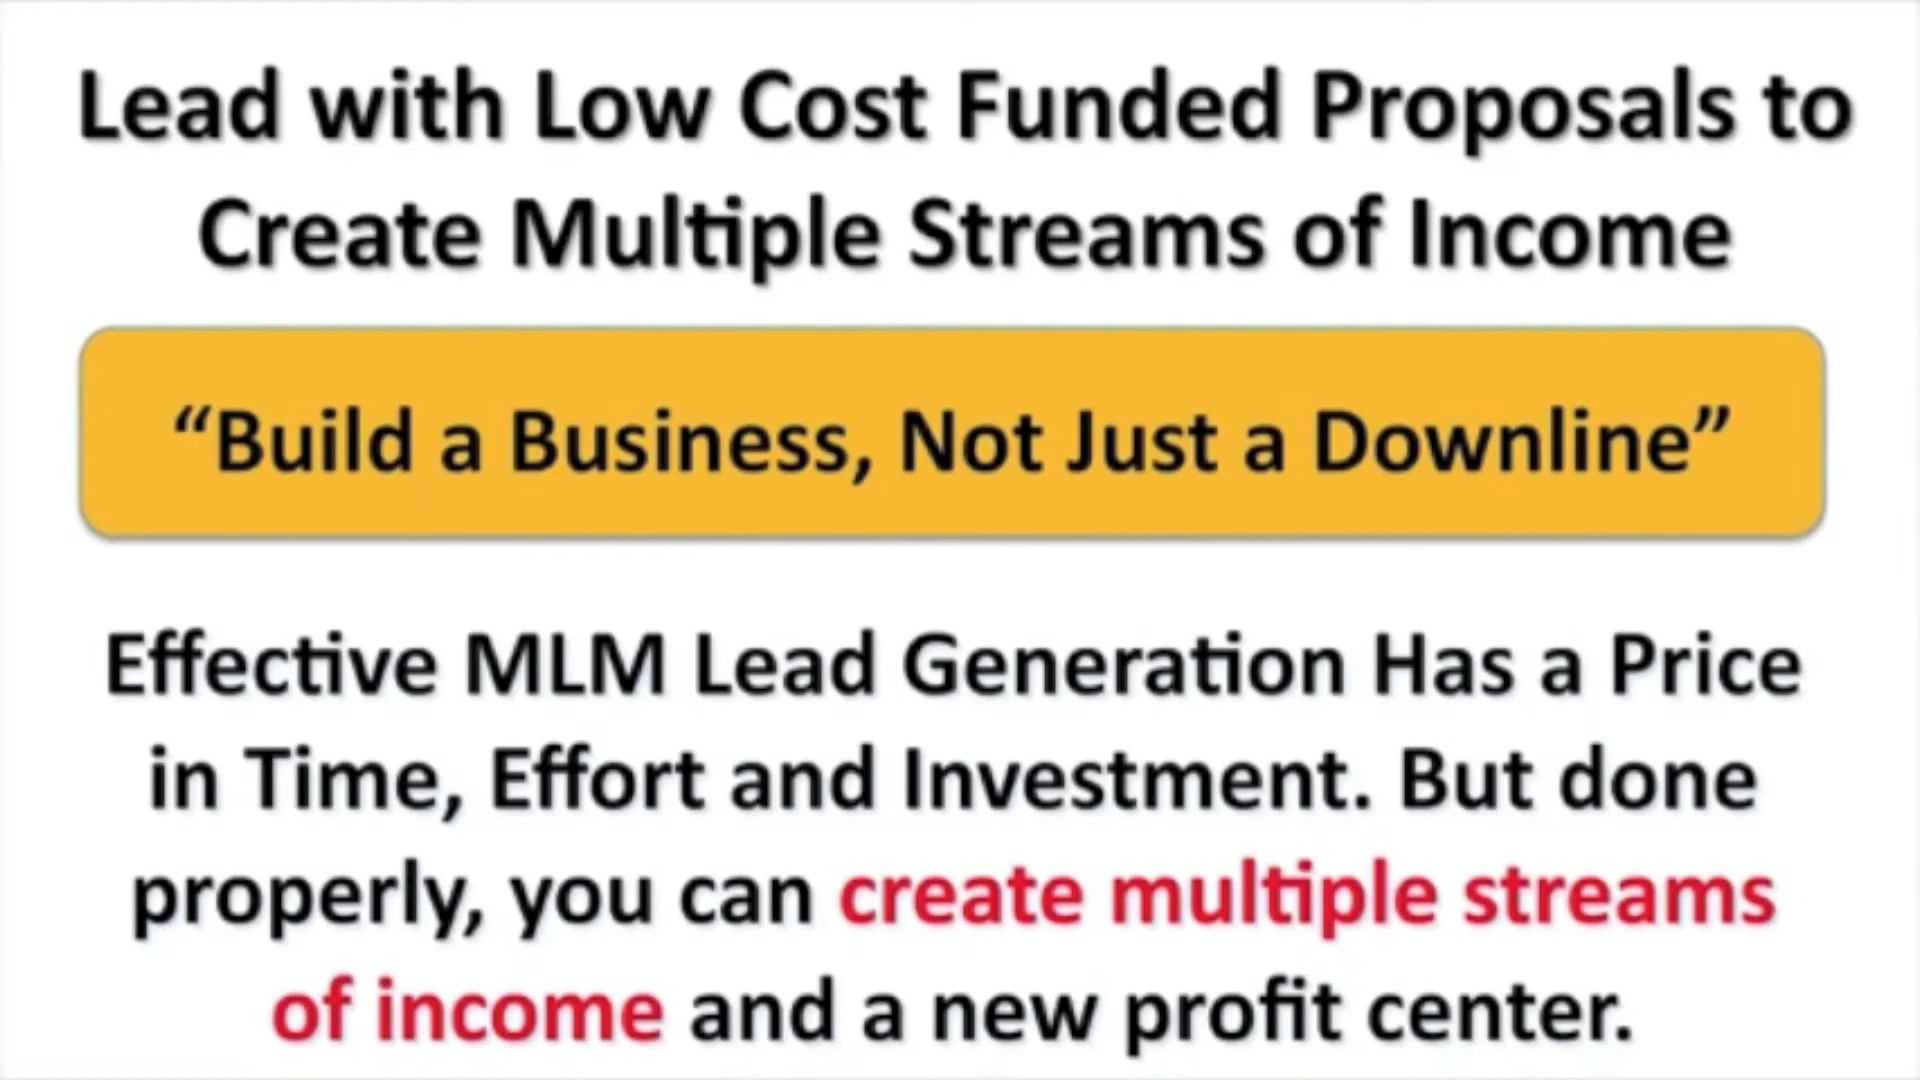 Lead with Low Cost Funded Proposals to
Create Multiple Streams of Income
“Build a Business, Not Just a Downline”
Effective MLM Lead Generation Has a Price
in Time, Effort and Investment. But done
properly, you can create multiple streams
of income and a new profit center.